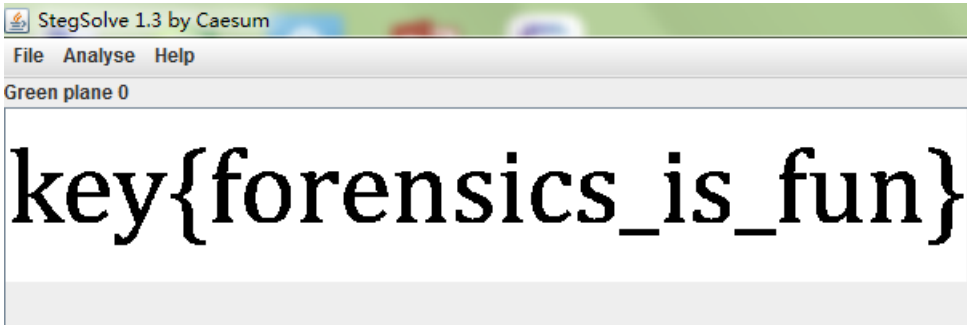 StegSolve 1.3 by Caesum
File Analyse Help
Green plane 0
key{forensics_is_fun}